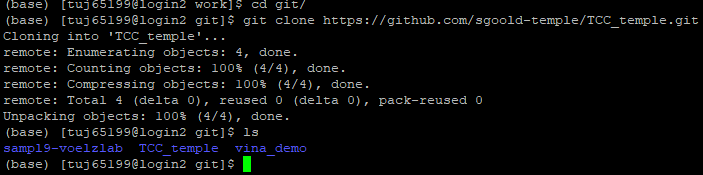 (base) [tuj65199@login2 work]$ cd git/
(base) [tuj65199@login2 git]$ git clone https://github.com/sgoold-temple/TCC_temple.git
Cloning into 'TCC_temple'...
remote: Enumerating objects: 4, done.
remote: Counting objects: 100% (4/4), done.
remote: Compressing objects: 100% (4/4), done.
remote: Total 4 (delta 0), reused 0 (delta 0), pack-reused 0
Unpacking objects: 100% (4/4), done.
(base) [tuj65199@login2 git]$ ls
sampl9-voelzlab  TCC_temple  vina_demo
(base) [tuj65199@login2 git]$